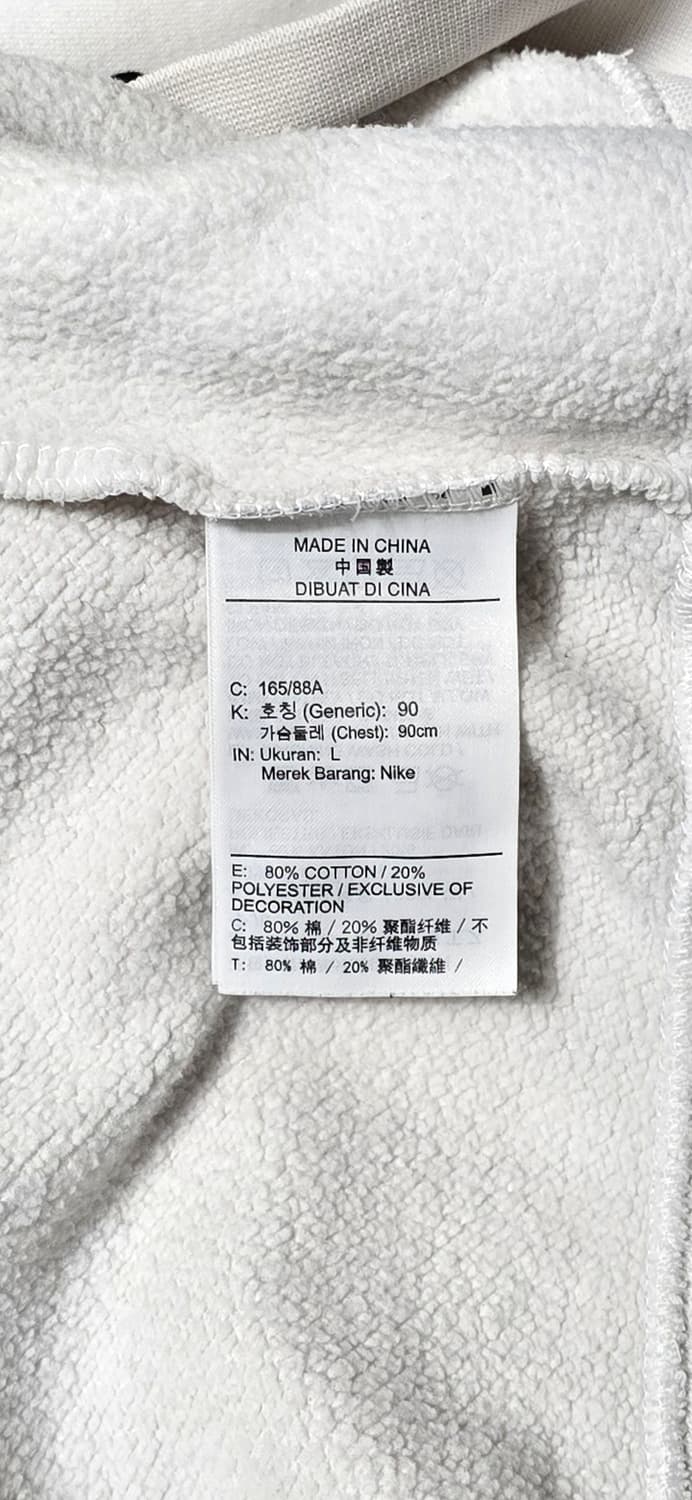 MADE IN CHINA
中国製
DIBUAT DI CINA
C: 165/88A
K: 호칭 (Generic): 90
가슴둘레 (Chest): 90cm
IN: Ukuran: L
Merek Barang: Nike
E: 80% COTTON / 20%
POLYESTER / EXCLUSIVE OF
DECORATION
C: 80% 棉 / 20% 聚酯纤维 / 不
包括装饰部分及非纤维物质
T: 80% 棉 / 20% 聚酯纖維 /